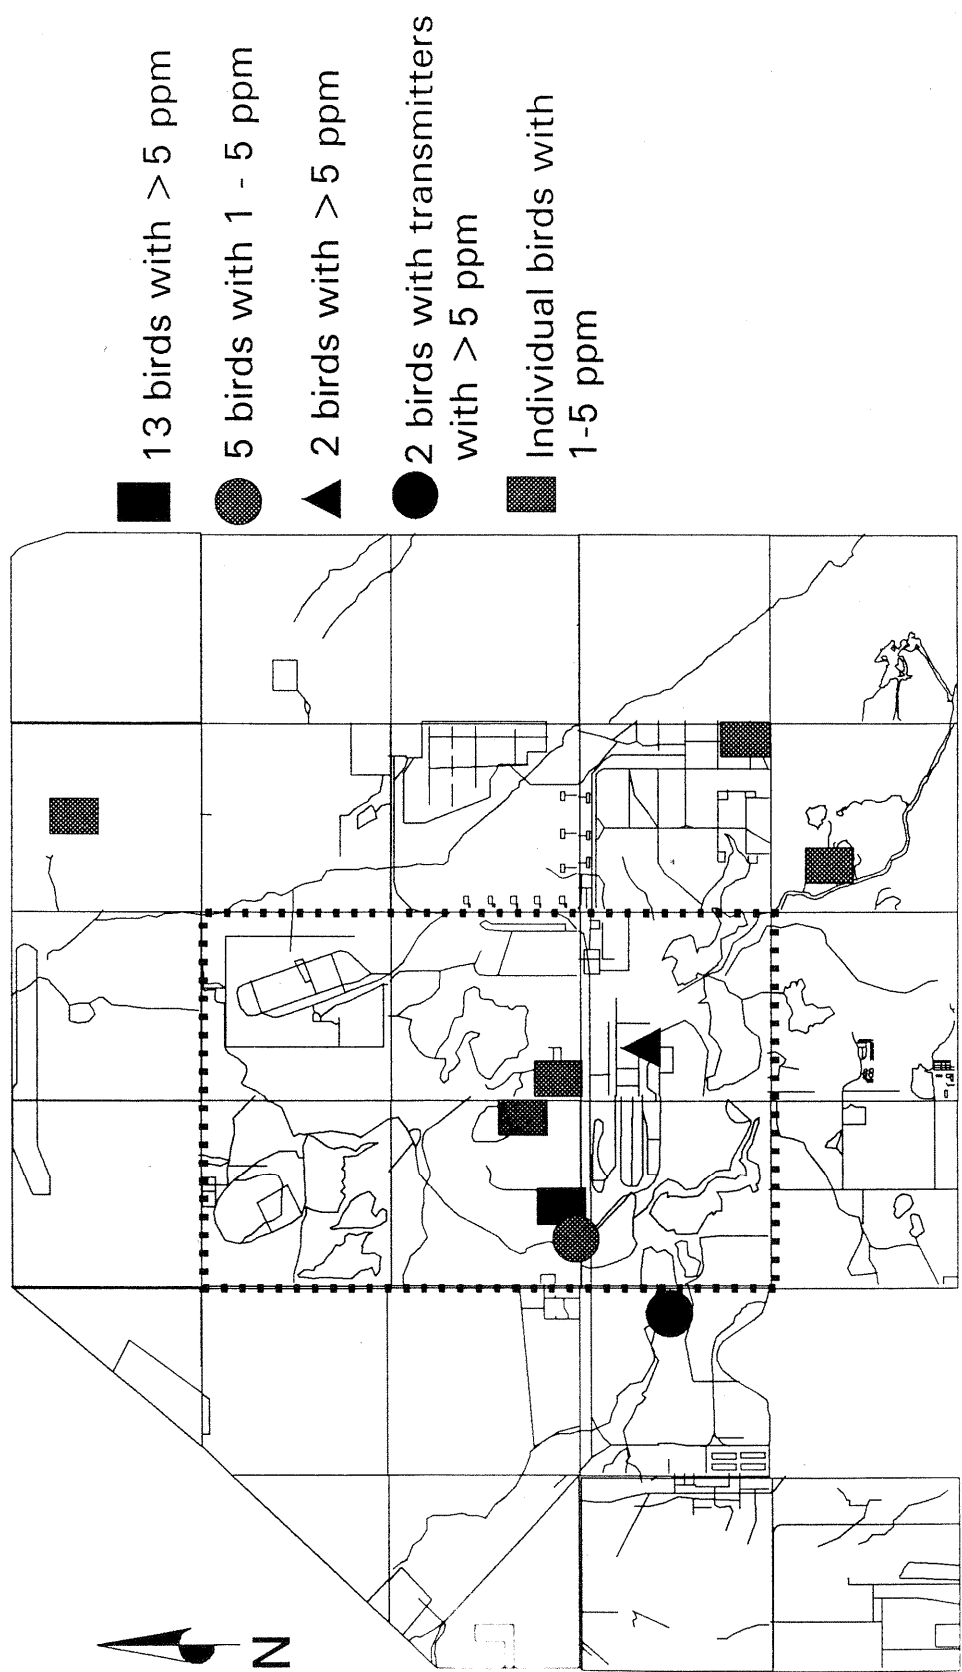 13 birds with > 5 ppm
5 birds with 1 - 5 ppm
2 birds with > 5 ppm
2 birds with transmitters
with > 5 ppm
Individual birds with
1-5 ppm
N